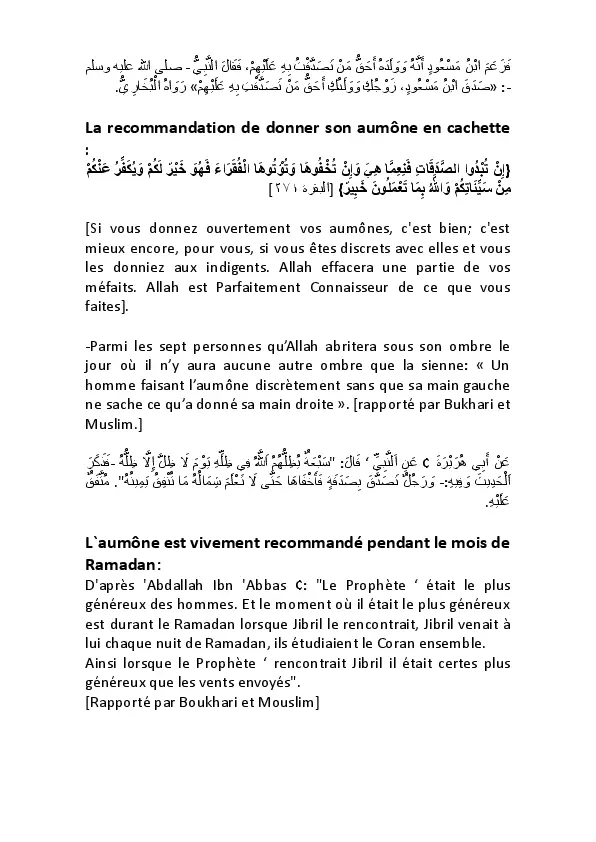 فَزَعَمَ ابْنُ مَسْعُودٍ أَنَّهُ وَوَلَدَهُ أَحَقُّ مَنْ تَصَدَّقْتُ بِهِ عَلَيْهِمْ، فَقَالَ النَّبِيُّ - صلى الله عليه وسلم
- : «صَدَقَ ابْنُ مَسْعُودٍ، زَوْجُكِ وَوَلَدُكِ أَحَقُّ مَنْ تَصَدَّقْتِ بِهِ عَلَيْهِمْ» رَوَاهُ الْبُخَارِيُّ.
La recommandation de donner son aumône en cachette
:
{إِنْ تُبْدُوا الصَّدَقَاتِ فَنِعِمَّا هِيَ وَإِنْ تُخْفُوهَا وَتُؤْتُوهَا الْفُقَرَاءَ فَهُوَ خَيْرٌ لَكُمْ وَيُكَفِّرُ عَنْكُمْ
مِنْ سَيِّئَاتِكُمْ وَاللَّهُ بِمَا تَعْمَلُونَ خَبِيرٌ} [البقرة ٢٧١]
[Si vous donnez ouvertement vos aumônes, c'est bien; c'est
mieux encore, pour vous, si vous êtes discrets avec elles et vous
les donniez aux indigents. Allah effacera une partie de vos
méfaits. Allah est Parfaitement Connaisseur de ce que vous
faites].
-Parmi les sept personnes qu’Allah abritera sous son ombre le
jour où il n’y aura aucune autre ombre que la sienne: « Un
homme faisant l’aumône discrètement sans que sa main gauche
ne sache ce qu’a donné sa main droite ». [rapporté par Bukhari et
Muslim.]
عَنْ أَبِي هُرَيْرَةَ ¢ عَنِ اَلنَّبِيِّ ‘ قَالَ: "سَبْعَةٌ يُظِلُّهُمُ اَللَّهُ فِي ظِلِّهِ يَوْمَ لَا ظِلَّ إِلَّا ظِلُّهُ -فَذَكَرَ
اَلْحَدِيثَ وَفِيهِ:- وَرَجُلٌ تَصَدَّقَ بِصَدَقَةٍ فَأَخْفَاهَا حَتَّى لَا تَعْلَمَ شِمَالُهُ مَا تُنْفِقُ يَمِينُهُ". مُتَّفَقٌ
عَلَيْهِ.
L`aumône est vivement recommandé pendant le mois de
Ramadan:
D'après 'Abdallah Ibn 'Abbas ¢: "Le Prophète ‘ était le plus
généreux des hommes. Et le moment où il était le plus généreux
est durant le Ramadan lorsque Jibril le rencontrait, Jibril venait à
lui chaque nuit de Ramadan, ils étudiaient le Coran ensemble.
Ainsi lorsque le Prophète ‘ rencontrait Jibril il était certes plus
généreux que les vents envoyés".
[Rapporté par Boukhari et Mouslim]